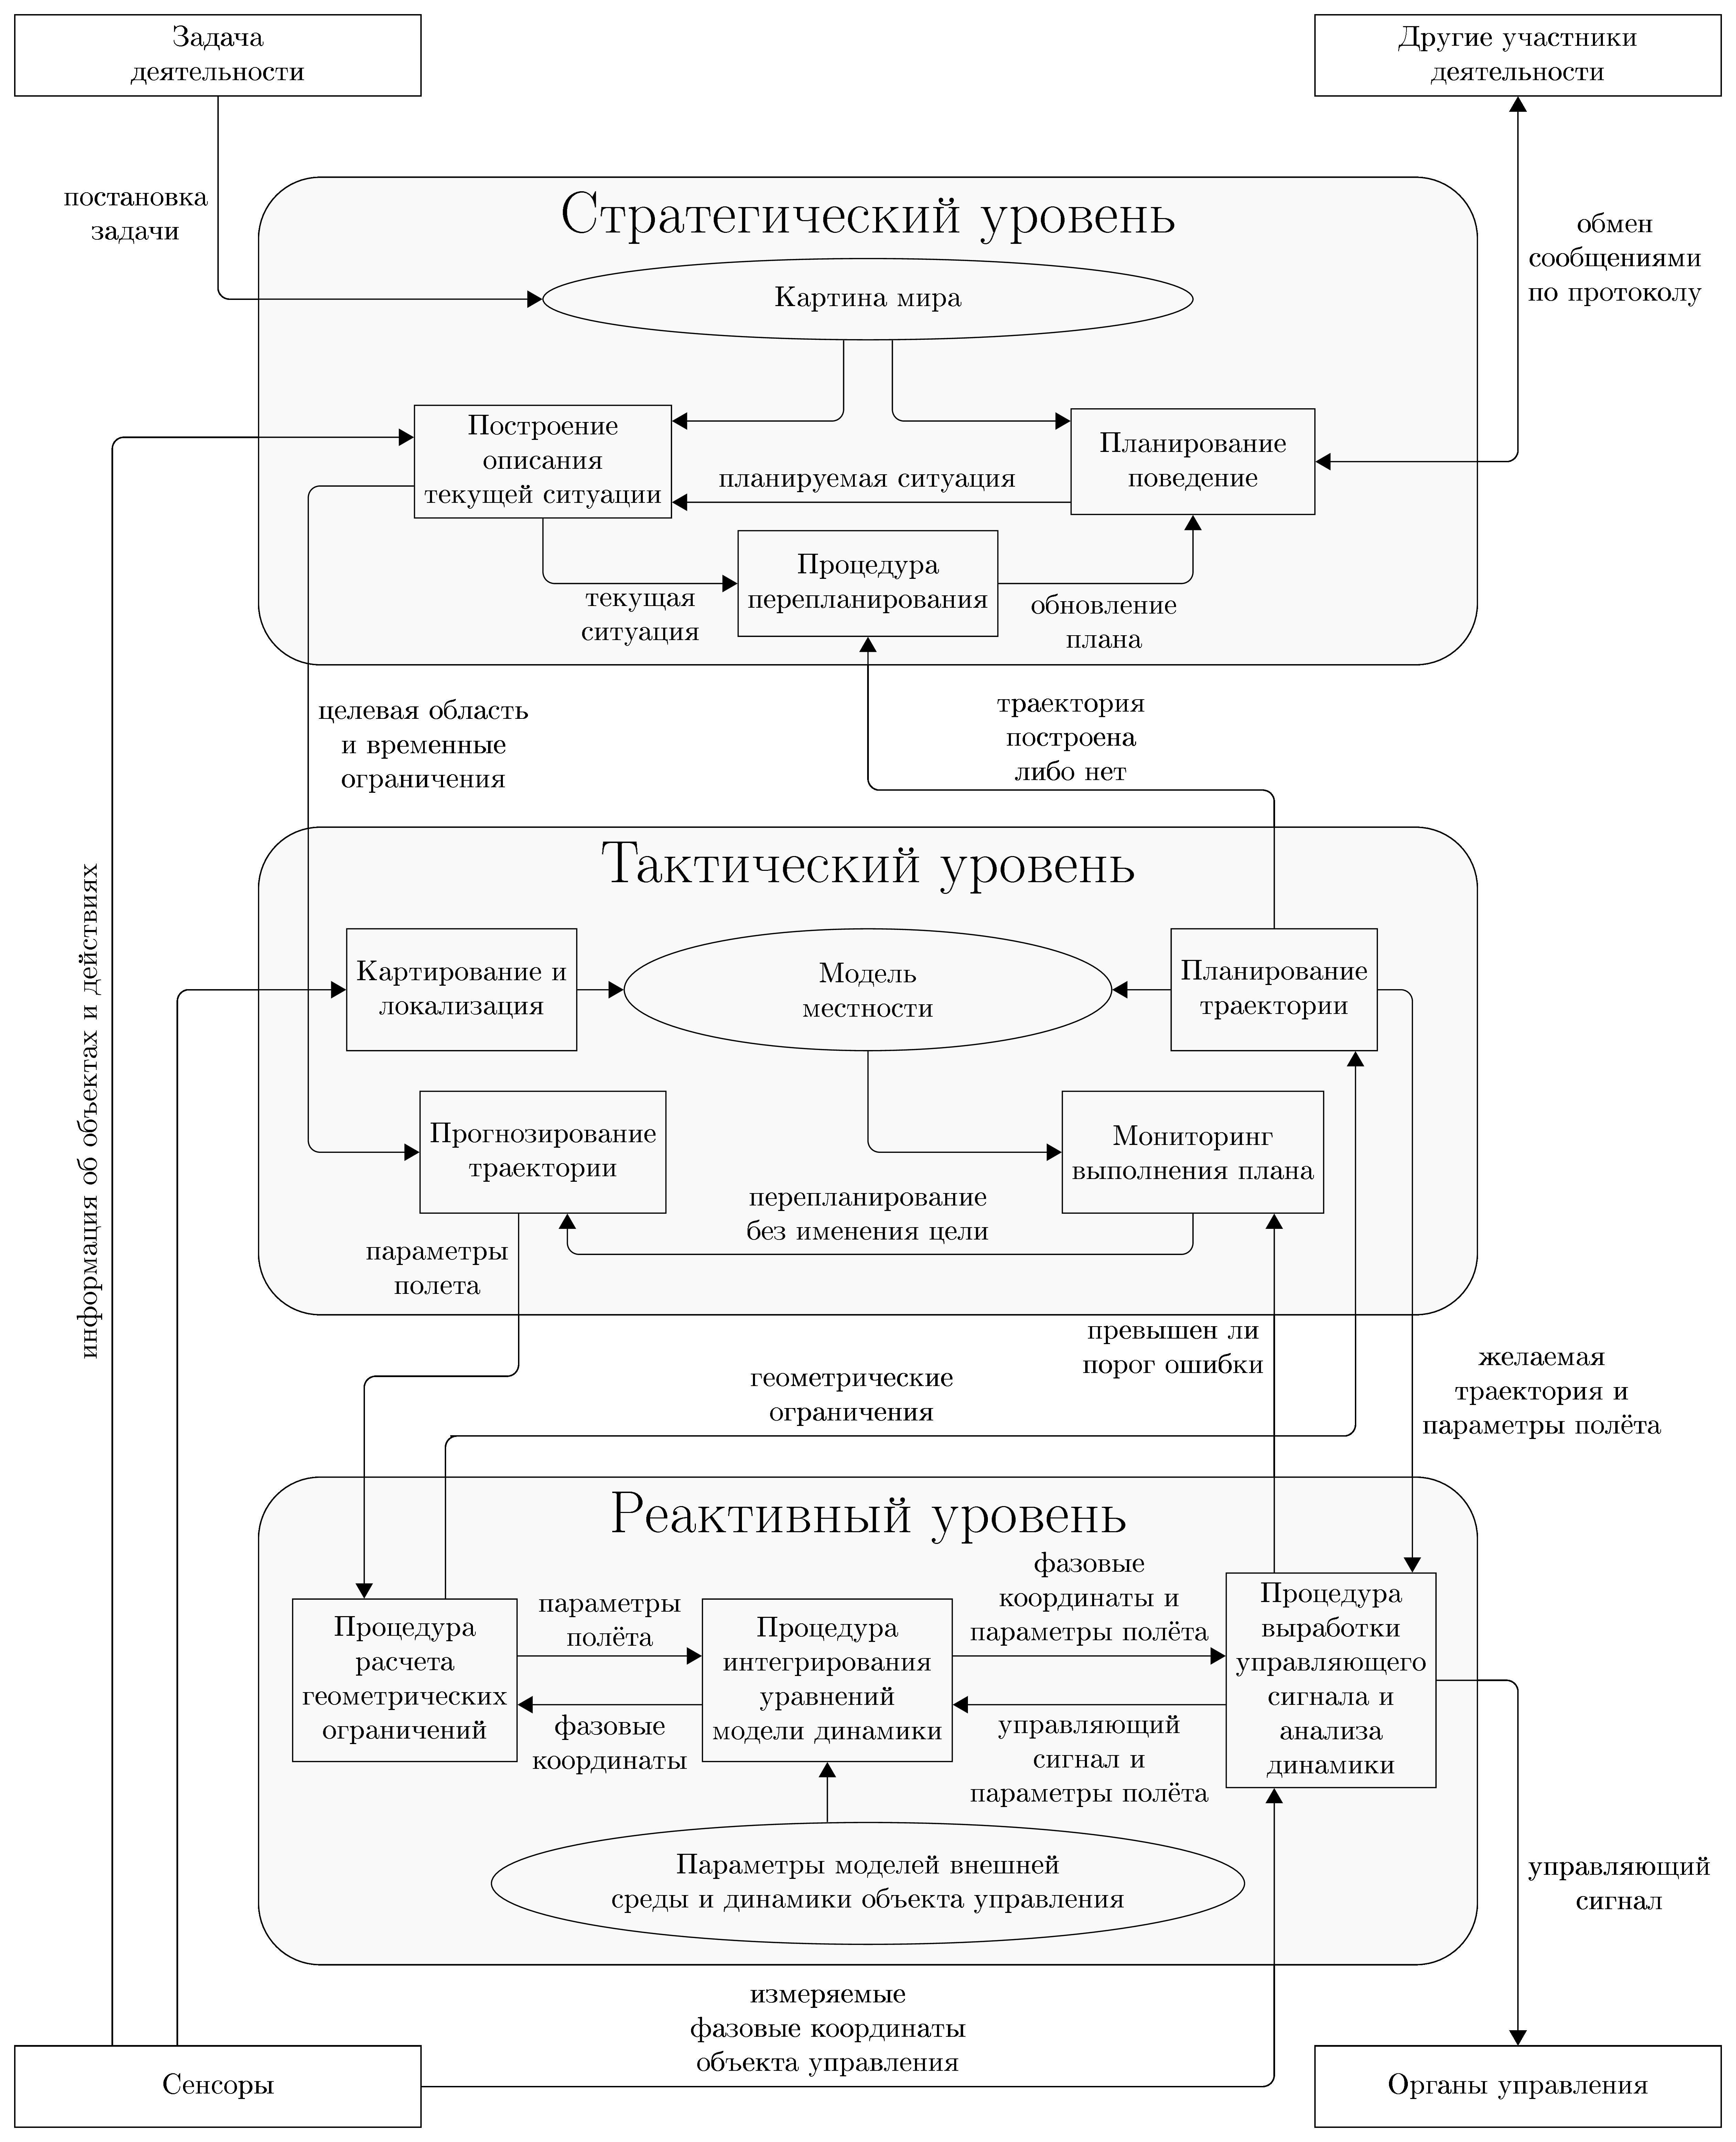 Задача
деятельности
Другие участники
деятельности
постановка
задачи
обмен
сообщениями
по протоколу
Стратегический уровень
Картина мира
Построение
описания
текущей ситуации
Планирование
поведение
планируемая ситуация
Процедура
перепланирования
текущая
ситуация
обновление
плана
целевая область
и временные
ограничения
траектория
построена
либо нет
информация об объектах и действиях
Тактический уровень
Картирование и
локализация
Модель
местности
Планирование
траектории
Прогнозирование
траектории
Мониторинг
выполнения плана
перепланирование
без именения цели
параметры
полета
превышен ли
порог ошибки
геометрические
ограничения
желаемая
траектория и
параметры полёта
Реактивный уровень
Процедура
расчета
геометрических
ограничений
параметры
полёта
фазовые
координаты
Процедура
интегрирования
уравнений
модели динамики
фазовые
координаты и
параметры полёта
управляющий
сигнал и
параметры полёта
Процедура
выработки
управляющего
сигнала и
анализа
динамики
Параметры моделей внешней
среды и динамики объекта управления
управляющий
сигнал
измеряемые
фазовые координаты
объекта управления
Сенсоры
Органы управления